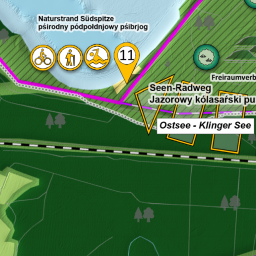 Naturstrand Südspitze
pśirodny pódpołdnjowy pśibrjog
11
Freiraumverb
Seen-Radweg
Jazorowy kólasaŕski pu
Ostsee - Klinger See